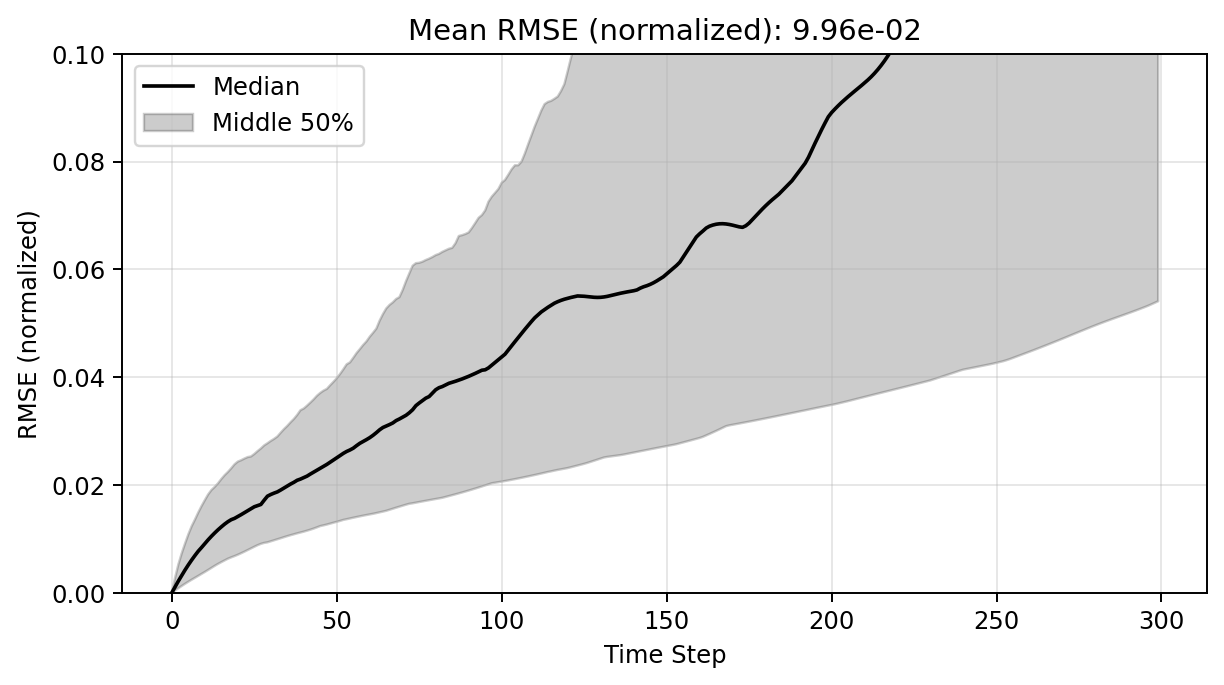 Mean RMSE (normalized): 9.96e-02
0.10
0.08
0.06
0.04
0.02
0.00
RMSE (normalized)
Median
Middle 50%
0 50 100 150 200 250 300
Time Step